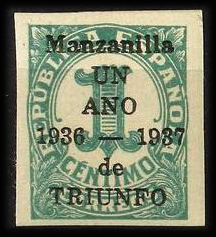 Manzanilla
UN
AÑO
1936 — 1937
de
TRIUNFO
REPUBLICA ESPAÑOLA
1
CENTIMO